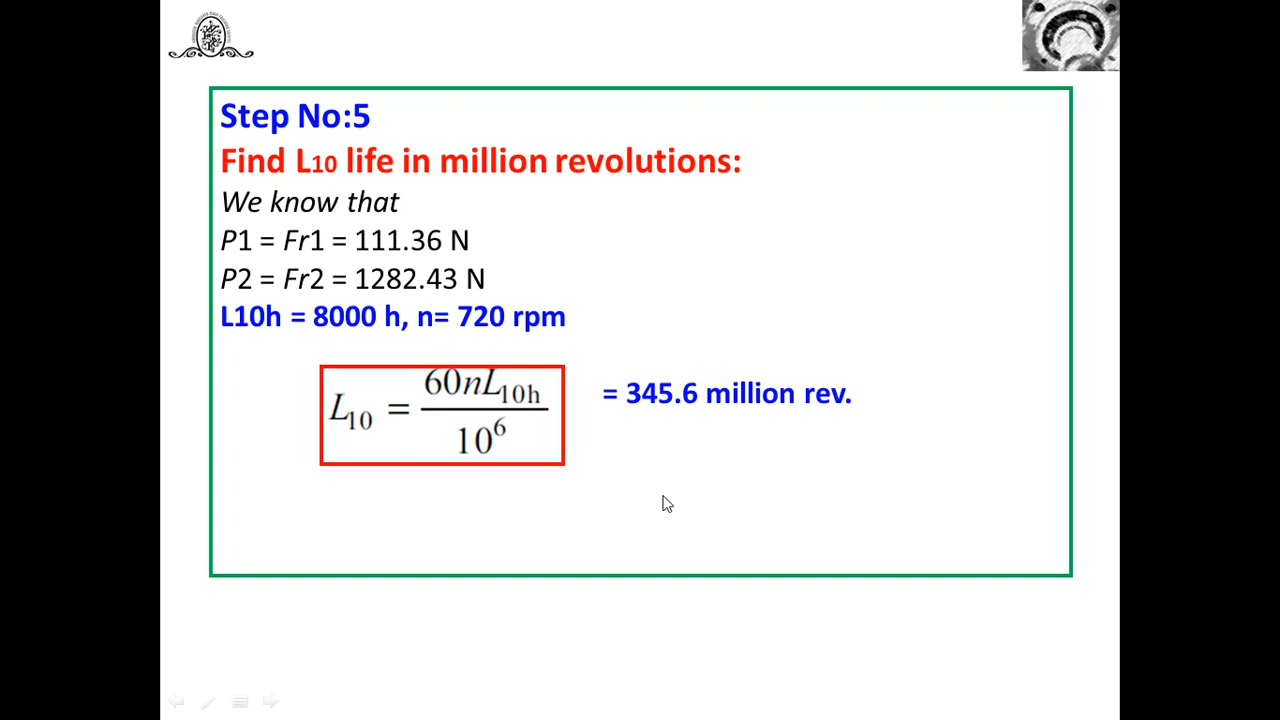 Step No:5
Find L10 life in million revolutions:
We know that
P1 = Fr1 = 111.36 N
P2 = Fr2 = 1282.43 N
L10h = 8000 h, n= 720 rpm
L10 = 60nL10h / 10^6 = 345.6 million rev.